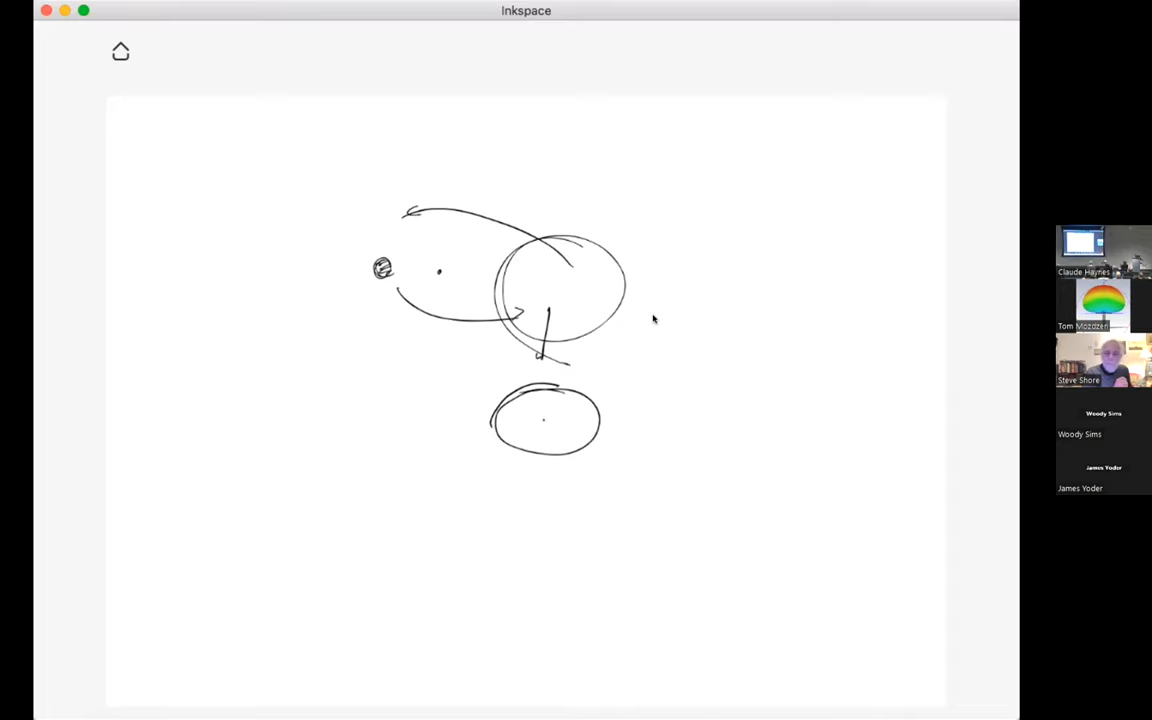 Inkspace
Claude Haynes
Tom Mozdzen
Steve Shore
Woody Sims
Woody Sims
James Yoder
James Yoder